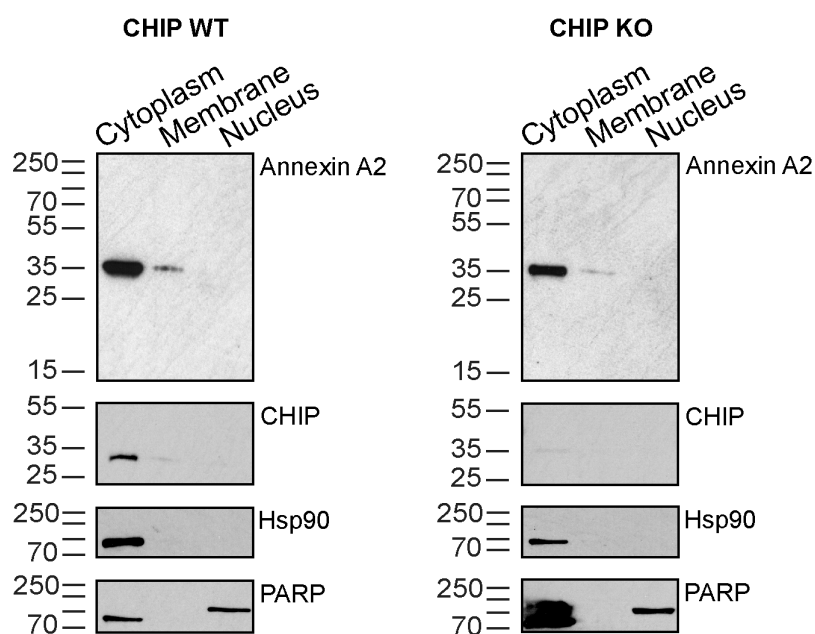 CHIP WT
Cytoplasm
Membrane
Nucleus
250
70
55
35
25
15
Annexin A2
55
35
25
CHIP
250
70
Hsp90
250
70
PARP
CHIP KO
Cytoplasm
Membrane
Nucleus
250
70
55
35
25
15
Annexin A2
55
35
25
CHIP
250
70
Hsp90
250
70
PARP